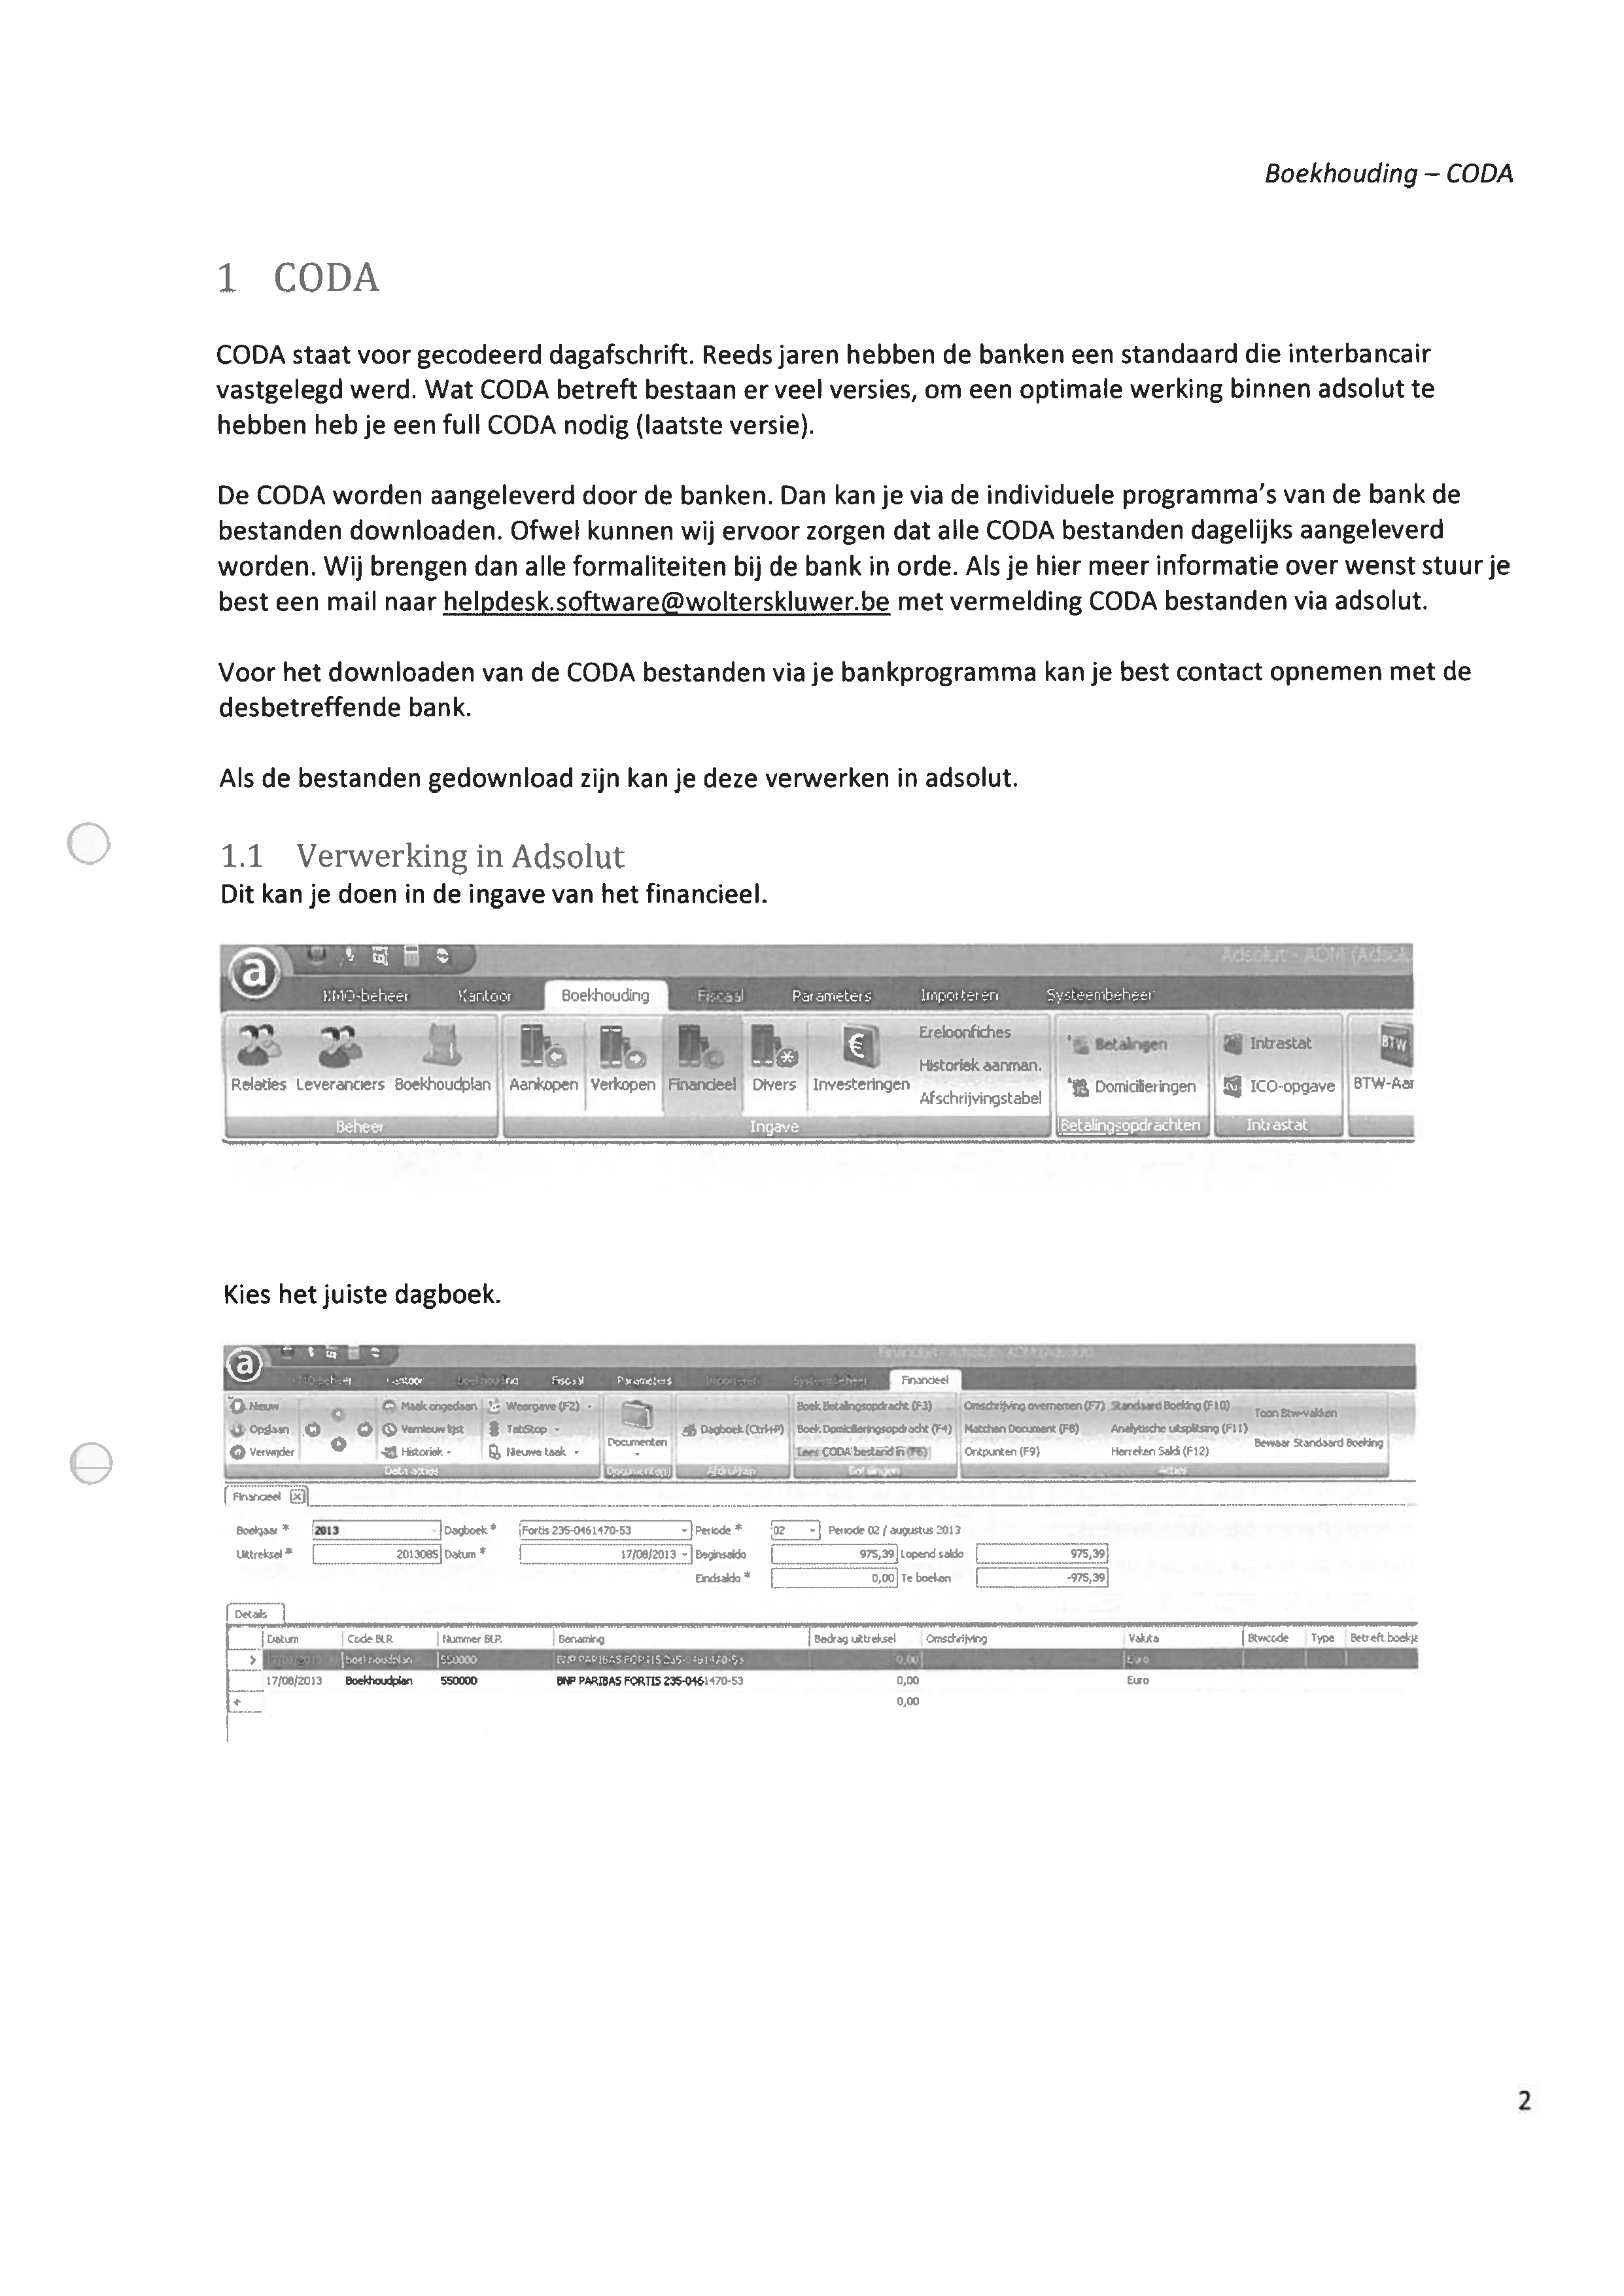 Boekhouding – CODA
1 CODA
CODA staat voor gecodeerd dagafschrift. Reeds jaren hebben de banken een standaard die interbancair
vastgelegd werd. Wat CODA betreft bestaan er veel versies, om een optimale werking binnen adsolut te
hebben heb je een full CODA nodig (laatste versie).
De CODA worden aangeleverd door de banken. Dan kan je via de individuele programma's van de bank de
bestanden downloaden. Ofwel kunnen wij ervoor zorgen dat alle CODA bestanden dagelijks aangeleverd
worden. Wij brengen dan alle formaliteiten bij de bank in orde. Als je hier meer informatie over wenst stuur je
best een mail naar helpdesk.software@wolterskluwer.be met vermelding CODA bestanden via adsolut.
Voor het downloaden van de CODA bestanden via je bankprogramma kan je best contact opnemen met de
desbetreffende bank.
Als de bestanden gedownload zijn kan je deze verwerken in adsolut.
1.1 Verwerking in Adsolut
Dit kan je doen in de ingave van het financieel.
a
Adsolut - ADM (Adsol
KMO-beheer Kantoor Boekhouding Fiscaal Parameters Importeren Systeembeheer
Ereloonfiches
Betalingen Intrastat BTW
Historiek aanman.
Relaties Leveranciers Boekhoudplan Aankopen Verkopen Financieel Divers Investeringen Domicilieringen ICO-opgave BTW-Aar
Afschrijvingstabel
Beheer Ingave Betalingsopdrachten Intrastat
Kies het juiste dagboek.
a
Kantoor Fiscaal Parameters Importeren Systeembeheer Financieel
Nieuw Maak ongedaan Weergave (F2) Boek Betalingsopdracht (F3) Omschrijving overnemen (F7) Standaard Boeking (F10) Toon Btw-vakken
Opslaan Vernieuw lijst TabStop Dagboek (Ctrl+P) Boek Domicilieringsopdracht (F4) Matchen Document (F8) Analytische uitsplitsing (F11)
Verwijder Historiek Nieuwe taak Documenten Lees CODA bestand in (F6) Ontpunten (F9) Herreken Saldi (F12) Bewaar Standaard Boeking
Data acties Document(en) Afdrukken Acties
Financieel
Boekjaar * 2013 Dagboek * Fortis 235-0461470-53 Periode * 02 Periode 02 / augustus 2013
Uittreksel * 2013085 Datum * 17/08/2013 Beginsaldo 975,39 Lopend saldo 975,39
Eindsaldo * 0,00 Te boeken -975,39
Details
Datum Code BLR Nummer BLR Benaming Bedrag uittreksel Omschrijving Valuta Btwcode Type Betreft boekje
> 17/08/2013 Boekhoudplan 550000 BNP PARIBAS FORTIS 235-0461470-53 0,00 Euro
17/08/2013 Boekhoudplan 550000 BNP PARIBAS FORTIS 235-0461470-53 0,00 Euro
0,00
2